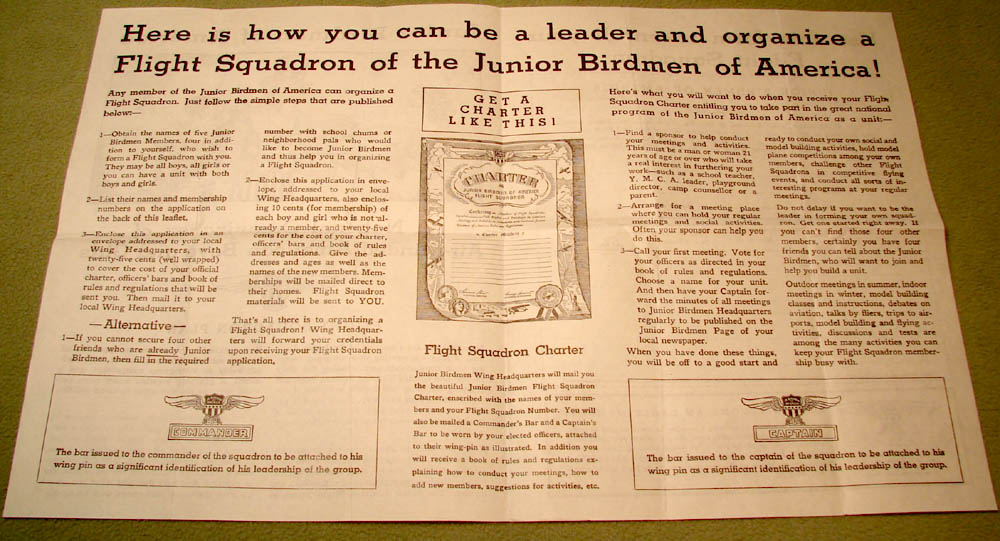 Here is how you can be a leader and organize a
Flight Squadron of the Junior Birdmen of America!
Any member of the Junior Birdmen of America can organize a
Flight Squadron. Just follow the simple steps that are published
below—
1—Obtain the names of five Junior
Birdmen Members, four in addi-
tion to yourself, who wish to
form a Flight Squadron with you.
They may be all boys, all girls or
you can have a unit with both
boys and girls.
2—List their names and membership
numbers on the application on
the back of this leaflet.
3—Enclose this application in an
envelope addressed to your local
Wing Headquarters, with
twenty-five cents (well wrapped)
to cover the cost of your official
charter, officers' bars and book of
rules and regulations that will be
sent you. Then mail it to your
local Wing Headquarters.
—Alternative—
1—If you cannot secure four other
friends who are already Junior
Birdmen, then fill in the required
number with school chums or
neighborhood pals who would
like to become Junior Birdmen
and thus help you in organizing
a Flight Squadron.
2—Enclose this application in enve-
lope, addressed to your local
Wing Headquarters, also enclos-
ing 10 cents (for membership) of
each boy and girl who is not al-
ready a member, and twenty-five
cents for the cost of your charter,
officers' bars and book of rules
and regulations. Give the ad-
dresses and ages as well as the
names of the new members. Mem-
berships will be mailed direct to
their homes. Flight Squadron
materials will be sent to YOU.
That's all there is to organizing a
Flight Squadron! Wing Headquar-
ters will forward your credentials
upon receiving your Flight Squadron
application.
GET A
CHARTER
LIKE THIS!
CHARTER
JUNIOR BIRDMEN OF AMERICA
FLIGHT SQUADRON
Flight Squadron Charter
Junior Birdmen Wing Headquarters will mail you
the beautiful Junior Birdmen Flight Squadron
Charter, enscribed with the names of your mem-
bers and your Flight Squadron Number. You will
also be mailed a Commander's Bar and a Captain's
Bar to be worn by your elected officers, attached
to their wing-pin as illustrated. In addition you
will receive a book of rules and regulations ex-
plaining how to conduct your meetings, how to
add new members, suggestions for activities, etc.
Here's what you will want to do when you receive your Flight
Squadron Charter entitling you to take part in the great national
program of the Junior Birdmen of America as a unit:—
1—Find a sponsor to help conduct
your meetings and activities.
This must be a man or woman 21
years of age or over who will take
a real interest in furthering your
work—such as a school teacher,
Y. M. C. A. leader, playground
director, camp counselor or a
parent.
2—Arrange for a meeting place
where you can hold your regular
meetings and social activities.
Often your sponsor can help you
do this.
3—Call your first meeting. Vote for
your officers as directed in your
book of rules and regulations.
Choose a name for your unit.
And then have your Captain for-
ward the minutes of all meetings
to Junior Birdmen Headquarters
regularly to be published on the
Junior Birdmen Page of your
local newspaper.
When you have done these things,
you will be off to a good start and
ready to conduct your own social and
model building activities, hold model
plane competitions among your own
members, challenge other Flight
Squadrons in competitive flying
events, and conduct all sorts of in-
teresting programs at your regular
meetings.
Do not delay if you want to be the
leader in forming your own squad-
ron. Get one started right away. If
you can't find those four other
members, certainly you have four
friends you can tell about the Junior
Birdmen, who will want to join and
help you build a unit.
Outdoor meetings in summer, indoor
meetings in winter, model building
classes and instructions, debates on
aviation, talks by fliers, trips to air-
ports, model building and flying ac-
tivities, discussions and tests are
among the many activities you can
keep your Flight Squadron member-
ship busy with.
COMMANDER
The bar issued to the commander of the squadron to be attached to his
wing pin as a significant identification of his leadership of the group.
CAPTAIN
The bar issued to the captain of the squadron to be attached to his
wing pin as a significant identification of his leadership of the group.